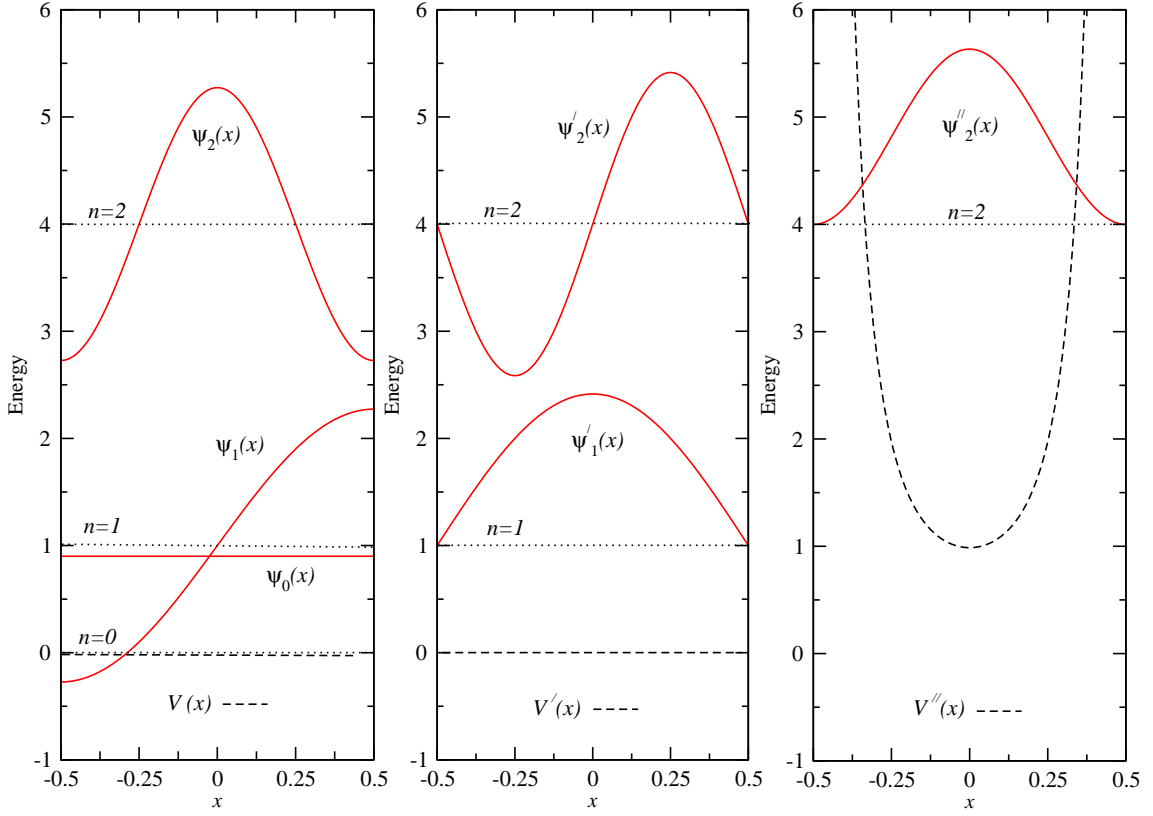 6
5
4
3
2
1
0
-1
-0.5
-0.25
0
0.25
0.5
x
Energy
ψ₂(x)
n=2
ψ₁(x)
n=1
ψ₀(x)
n=0
V(x)
6
5
4
3
2
1
0
-1
-0.5
-0.25
0
0.25
0.5
x
Energy
ψ′₂(x)
n=2
ψ′₁(x)
n=1
V′(x)
6
5
4
3
2
1
0
-1
-0.5
-0.25
0
0.25
0.5
x
Energy
ψ′′₂(x)
n=2
V′′(x)